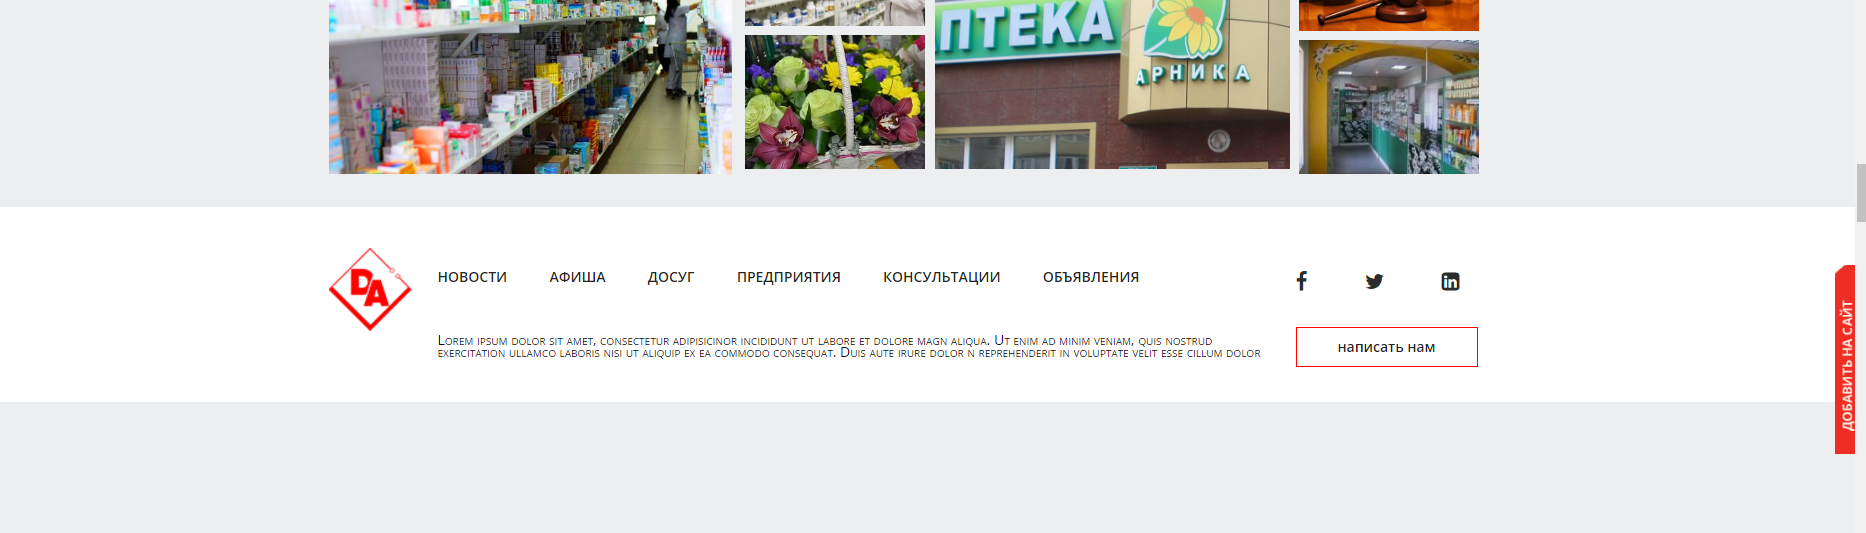 ПТЕКА
АРНИКА
DA
НОВОСТИ АФИША ДОСУГ ПРЕДПРИЯТИЯ КОНСУЛЬТАЦИИ ОБЪЯВЛЕНИЯ
Lorem ipsum dolor sit amet, consectetur adipisicinor incididunt ut labore et dolore magn aliqua. Ut enim ad minim veniam, quis nostrud
exercitation ullamco laboris nisi ut aliquip ex ea commodo consequat. Duis aute irure dolor n reprehenderit in voluptate velit esse cillum dolor
написать нам
ДОБАВИТЬ НА САЙТ